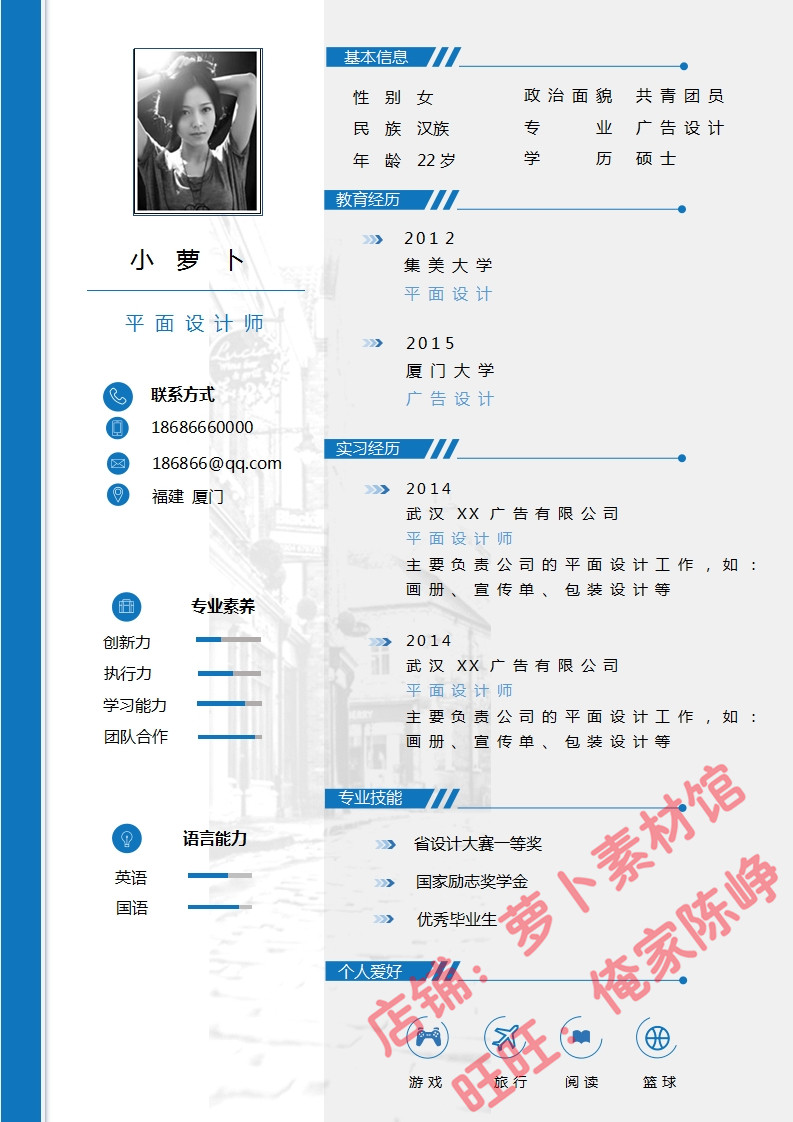 小 萝 卜
平面设计师
联系方式
18686660000
186866@qq.com
福建 厦门
专业素养
创新力
执行力
学习能力
团队合作
语言能力
英语
国语
基本信息
性 别 女
政治面貌 共青团员
民 族 汉族
专 业 广告设计
年 龄 22岁
学 历 硕士
教育经历
2012
集美大学
平面设计
2015
厦门大学
广告设计
实习经历
2014
武汉 XX 广告有限公司
平面设计师
主要负责公司的平面设计工作，如：
画册、宣传单、包装设计等
2014
武汉 XX 广告有限公司
平面设计师
主要负责公司的平面设计工作，如：
画册、宣传单、包装设计等
专业技能
省设计大赛一等奖
国家励志奖学金
优秀毕业生
个人爱好
游戏 旅行 阅读 篮球
店铺：萝卜素材馆
旺旺：俺家陈峥